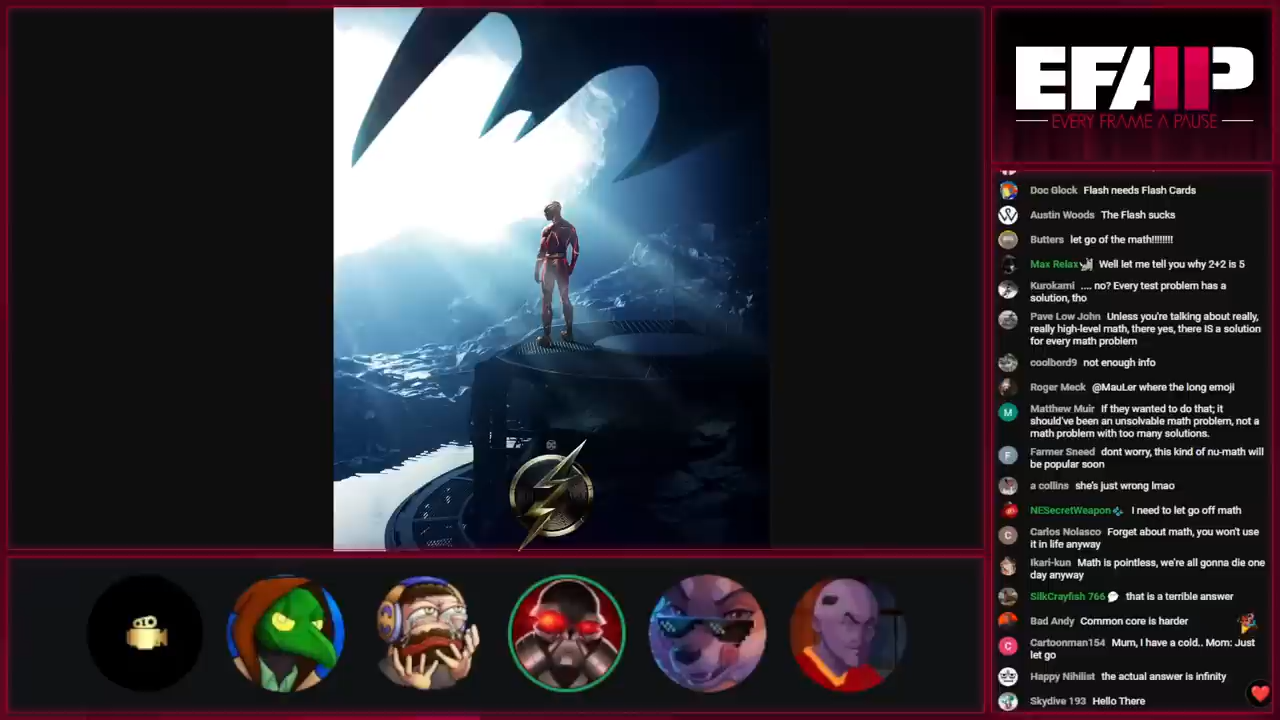 EFAP
EVERY FRAME A PAUSE
Doc Glock Flash needs Flash Cards
Austin Woods The Flash sucks
Butters let go of the math!!!!!!!!
Max Relax Well let me tell you why 2+2 is 5
Kurokami .... no? Every test problem has a
solution, tho
Pave Low John Unless you're talking about really,
really high-level math, there yes, there IS a solution
for every math problem
coolbord9 not enough info
Roger Meck @MauLer where the long emoji
Matthew Muir If they wanted to do that; it
should've been an unsolvable math problem, not a
math problem with too many solutions.
Farmer Sneed dont worry, this kind of nu-math will
be popular soon
a collins she's just wrong lmao
NESecretWeapon I need to let go off math
Carlos Nolasco Forget about math, you won't use
it in life anyway
Ikari-kun Math is pointless, we're all gonna die one
day anyway
SilkCrayfish 766 that is a terrible answer
Bad Andy Common core is harder
Cartoonman154 Mum, I have a cold.. Mom: Just
let go
Happy Nihilist the actual answer is infinity
Skydive 193 Hello There
DC
M
F
C
C